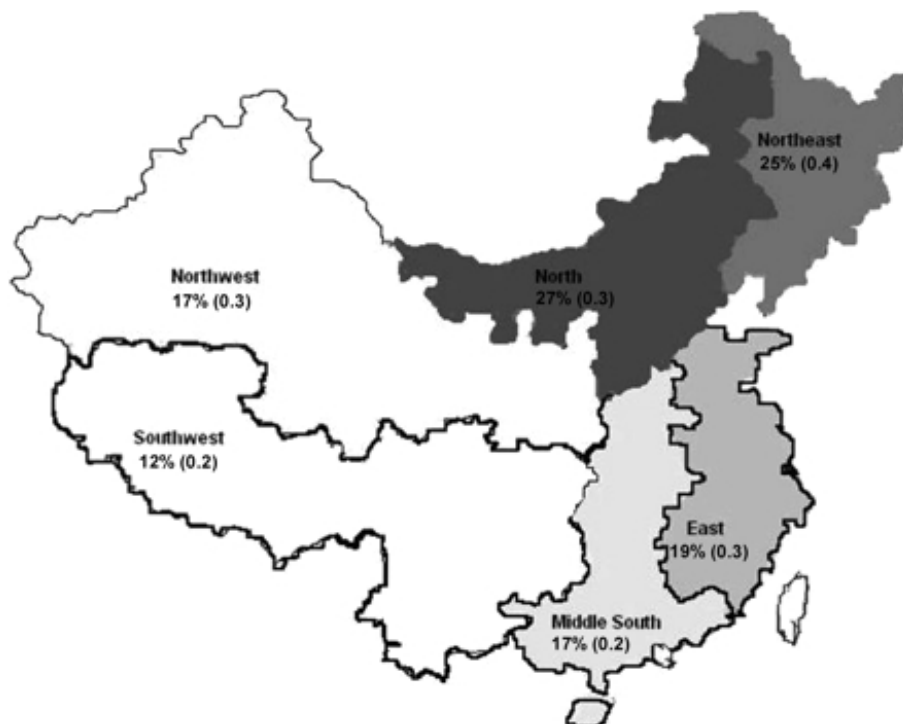 Northeast
25% (0.4)
Northwest
17% (0.3)
North
27% (0.3)
Southwest
12% (0.2)
East
19% (0.3)
Middle South
17% (0.2)